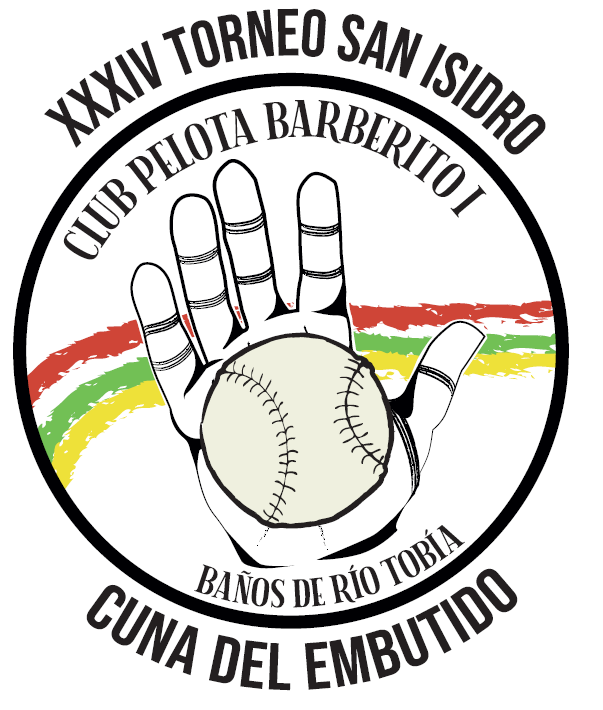 XXXIV TORNEO SAN ISIDRO
CLUB PELOTA BARBERITO I
BAÑOS DE RÍO TOBÍA
CUNA DEL EMBUTIDO